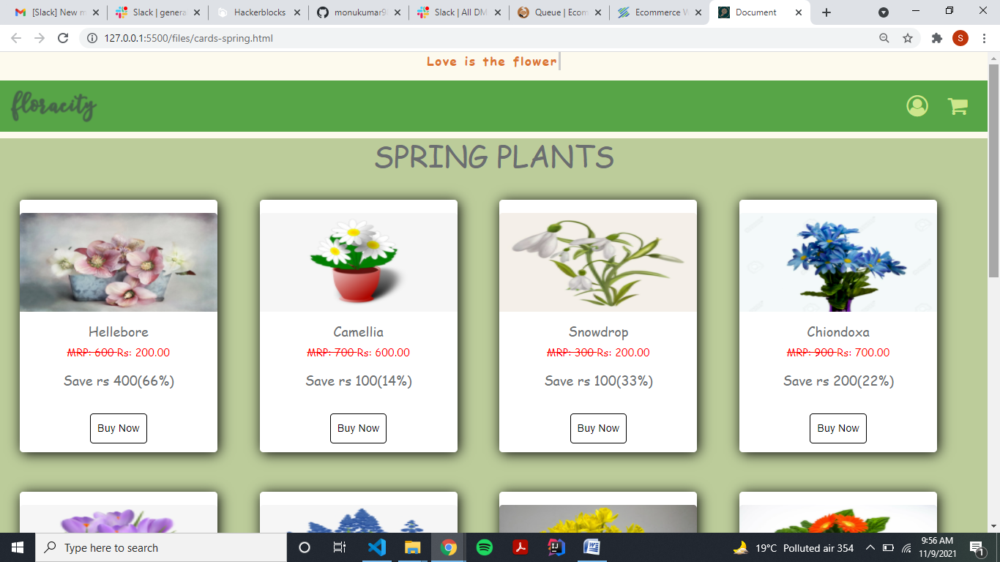 [Slack] New m
Slack | genera
Hackerblocks
monukumar9
Slack | All DM
Queue | Ecom
Ecommerce W
Document
127.0.0.1:5500/files/cards-spring.html
S
Love is the flower
floracity
SPRING PLANTS
Hellebore
MRP: 600 Rs: 200.00
Save rs 400(66%)
Buy Now
Camellia
MRP: 700 Rs: 600.00
Save rs 100(14%)
Buy Now
Snowdrop
MRP: 300 Rs: 200.00
Save rs 100(33%)
Buy Now
Chiondoxa
MRP: 900 Rs: 700.00
Save rs 200(22%)
Buy Now
Type here to search
19°C Polluted air 354
9:56 AM
11/9/2021
1